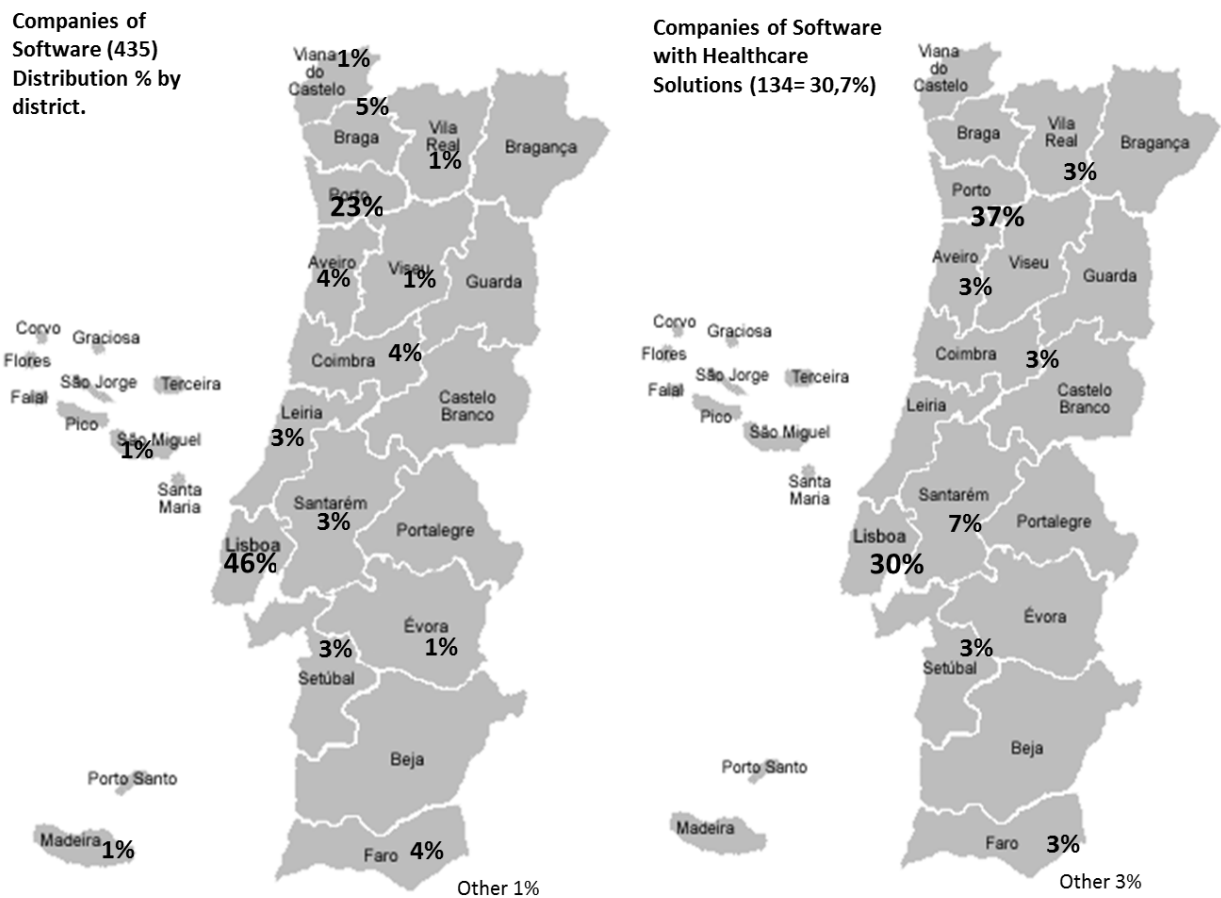 Companies of
Software (435)
Distribution % by
district.
Viana
do
Castelo
1%
5%
Braga
Vila
Real
1%
Bragança
Porto
23%
Aveiro
4%
Viseu
1%
Guarda
Corvo
Graciosa
Flores
São Jorge
Terceira
Faial
Pico
São Miguel
1%
Santa
Maria
Coimbra
4%
Leiria
3%
Castelo
Branco
Santarém
3%
Portalegre
Lisboa
46%
Évora
1%
3%
Setúbal
Beja
Porto Santo
Madeira
1%
Faro
4%
Other 1%
Companies of Software
with Healthcare
Solutions (134= 30,7%)
Viana
do
Castelo
Braga
Vila
Real
3%
Bragança
Porto
37%
Aveiro
3%
Viseu
Guarda
Corvo
Graciosa
Flores
São Jorge
Terceira
Faial
Pico
São Miguel
Santa
Maria
Coimbra
3%
Leiria
Castelo
Branco
Santarém
7%
Portalegre
Lisboa
30%
Évora
3%
Setúbal
Beja
Porto Santo
Madeira
Faro
3%
Other 3%